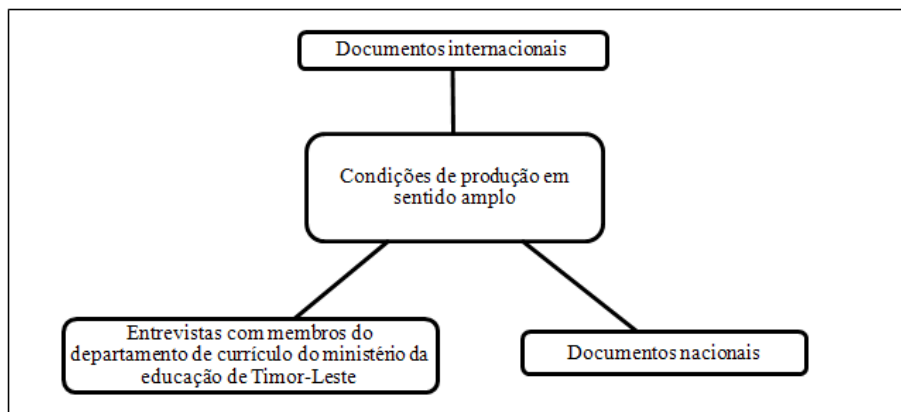 Documentos internacionais
Condições de produção em
sentido amplo
Entrevistas com membros do
departamento de currículo do ministério da
educação de Timor-Leste
Documentos nacionais